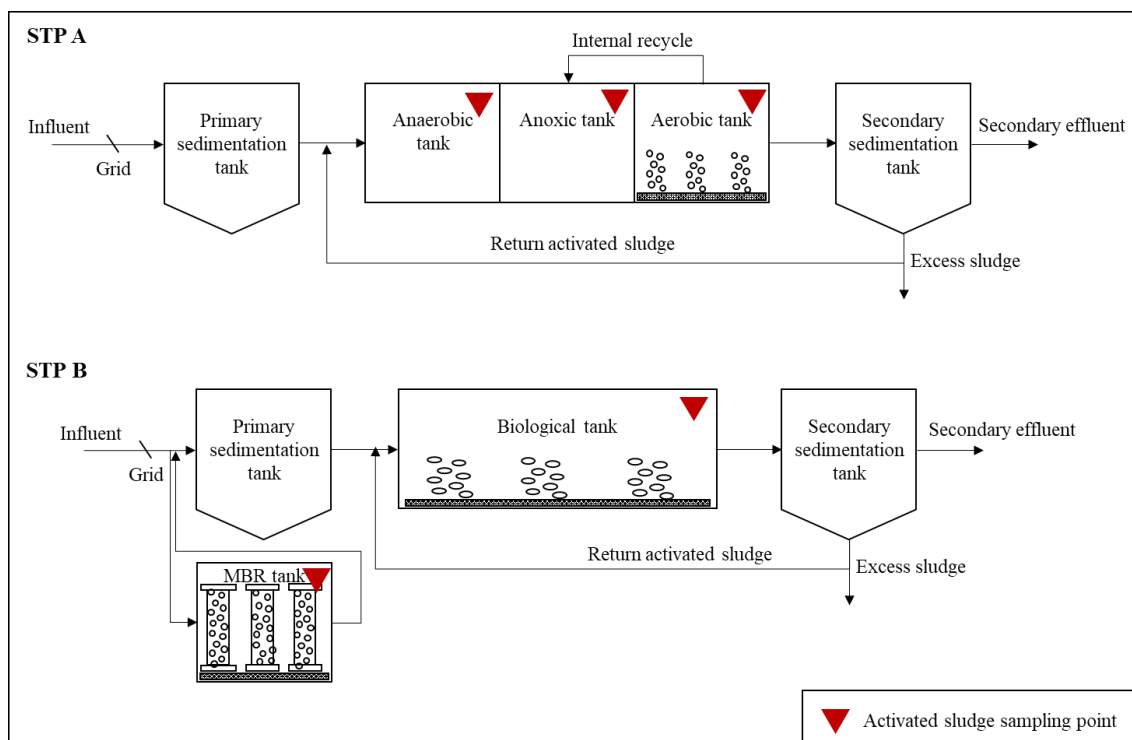 STP A
Internal recycle
Influent
Grid
Primary
sedimentation
tank
Anaerobic
tank
Anoxic tank
Aerobic tank
Secondary
sedimentation
tank
Secondary effluent
Return activated sludge
Excess sludge
STP B
Influent
Grid
Primary
sedimentation
tank
Biological tank
Secondary
sedimentation
tank
Secondary effluent
Return activated sludge
Excess sludge
MBR tank
Activated sludge sampling point